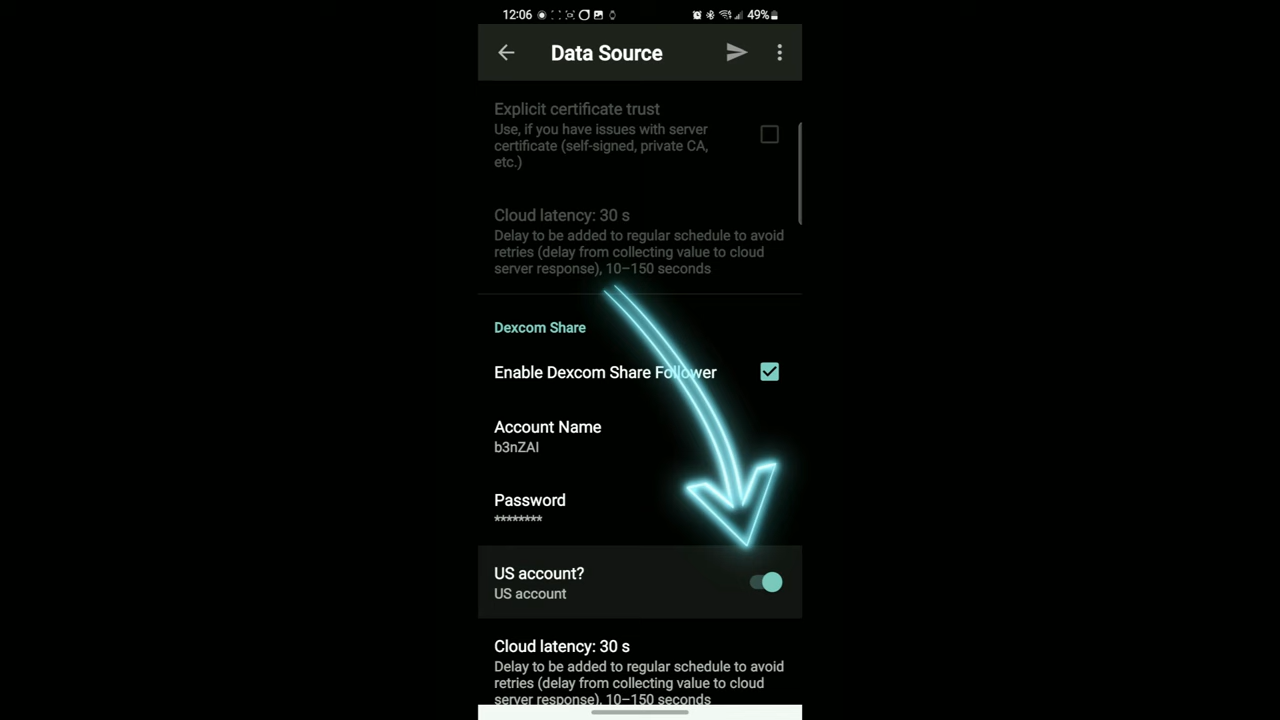 12:06 49%
Data Source
Explicit certificate trust
Use, if you have issues with server
certificate (self-signed, private CA,
etc.)
Cloud latency: 30 s
Delay to be added to regular schedule to avoid
retries (delay from collecting value to cloud
server response), 10–150 seconds
Dexcom Share
Enable Dexcom Share Follower
Account Name
b3nZAI
Password
********
US account?
US account
Cloud latency: 30 s
Delay to be added to regular schedule to avoid
retries (delay from collecting value to cloud
server response), 10–150 seconds